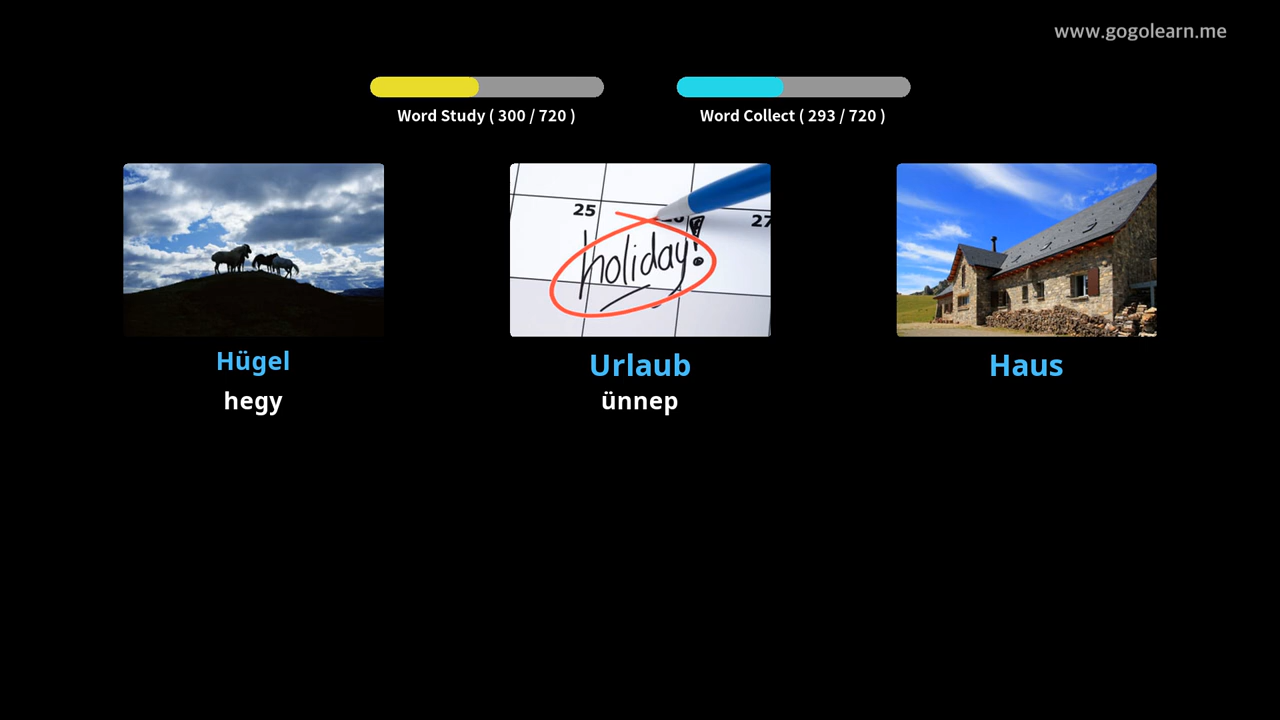 www.gogolearn.me
Word Study ( 300 / 720 )
Word Collect ( 293 / 720 )
25
27
holiday!
Hügel
Urlaub
Haus
hegy
ünnep